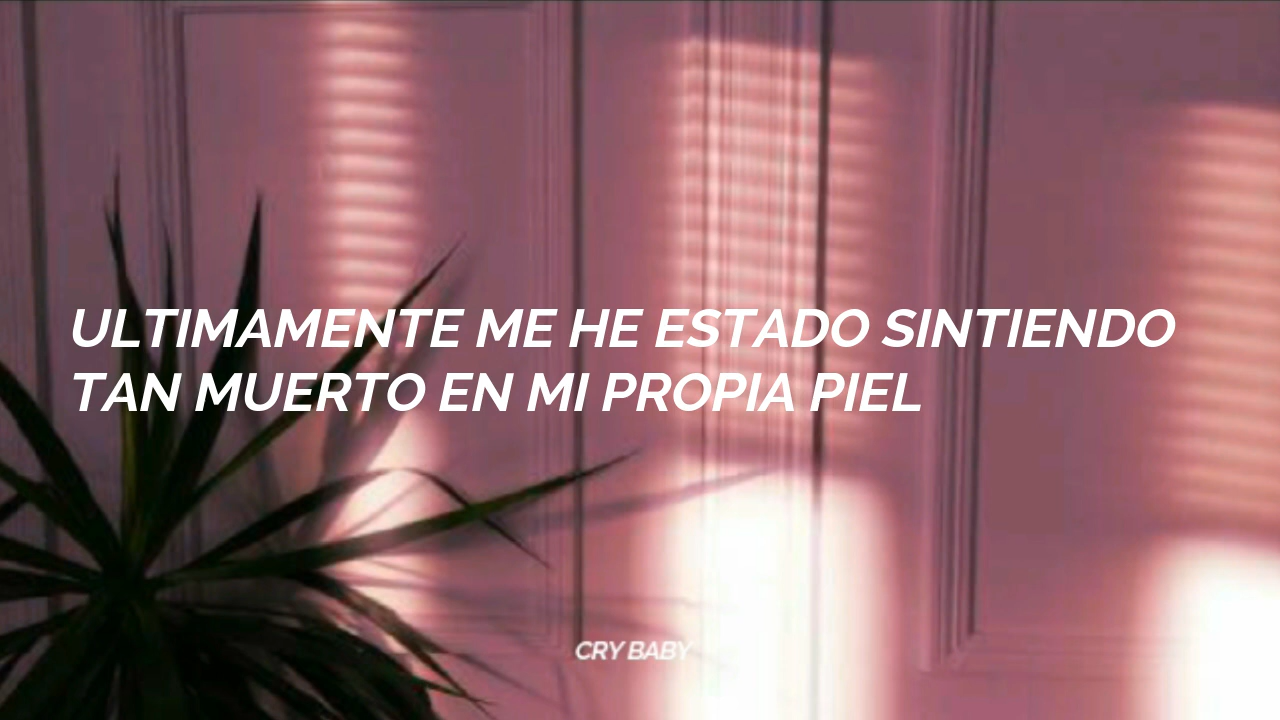 ULTIMAMENTE ME HE ESTADO SINTIENDO
TAN MUERTO EN MI PROPIA PIEL
CRY BABY